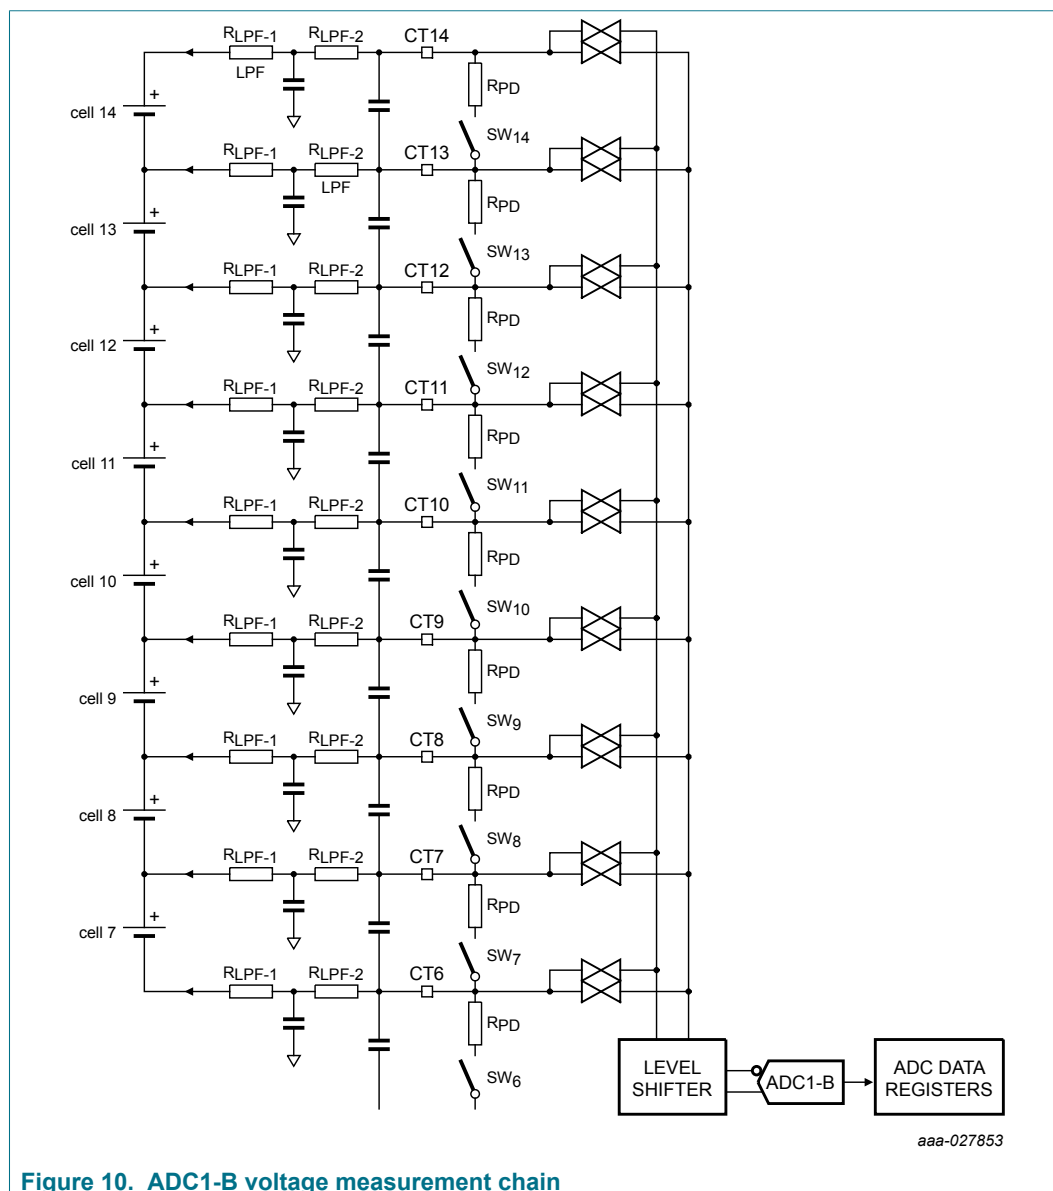 RLPF-1 RLPF-2 CT14
LPF
RPD
cell 14 +
SW14
RLPF-1 RLPF-2 CT13
LPF
RPD
cell 13 +
SW13
RLPF-1 RLPF-2 CT12
RPD
cell 12 +
SW12
RLPF-1 RLPF-2 CT11
RPD
cell 11 +
SW11
RLPF-1 RLPF-2 CT10
RPD
cell 10 +
SW10
RLPF-1 RLPF-2 CT9
RPD
cell 9 +
SW9
RLPF-1 RLPF-2 CT8
RPD
cell 8 +
SW8
RLPF-1 RLPF-2 CT7
RPD
cell 7 +
SW7
RLPF-1 RLPF-2 CT6
RPD
SW6
LEVEL
SHIFTER
ADC1-B
ADC DATA
REGISTERS
aaa-027853
Figure 10. ADC1-B voltage measurement chain